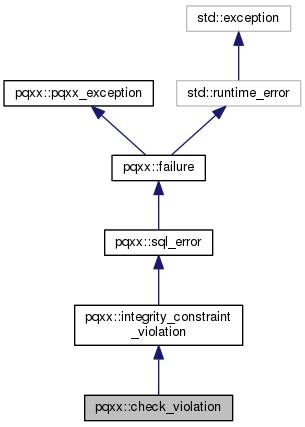 std::exception
pqxx::pqxx_exception
std::runtime_error
pqxx::failure
pqxx::sql_error
pqxx::integrity_constraint
_violation
pqxx::check_violation